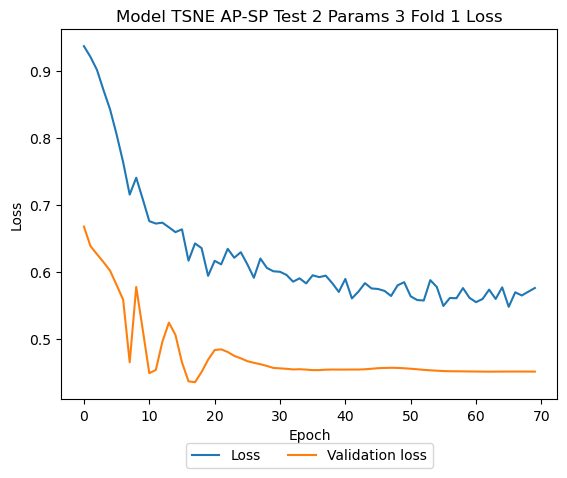 Model TSNE AP-SP Test 2 Params 3 Fold 1 Loss
0.9
0.8
0.7
0.6
0.5
Loss
0 10 20 30 40 50 60 70
Epoch
Loss Validation loss